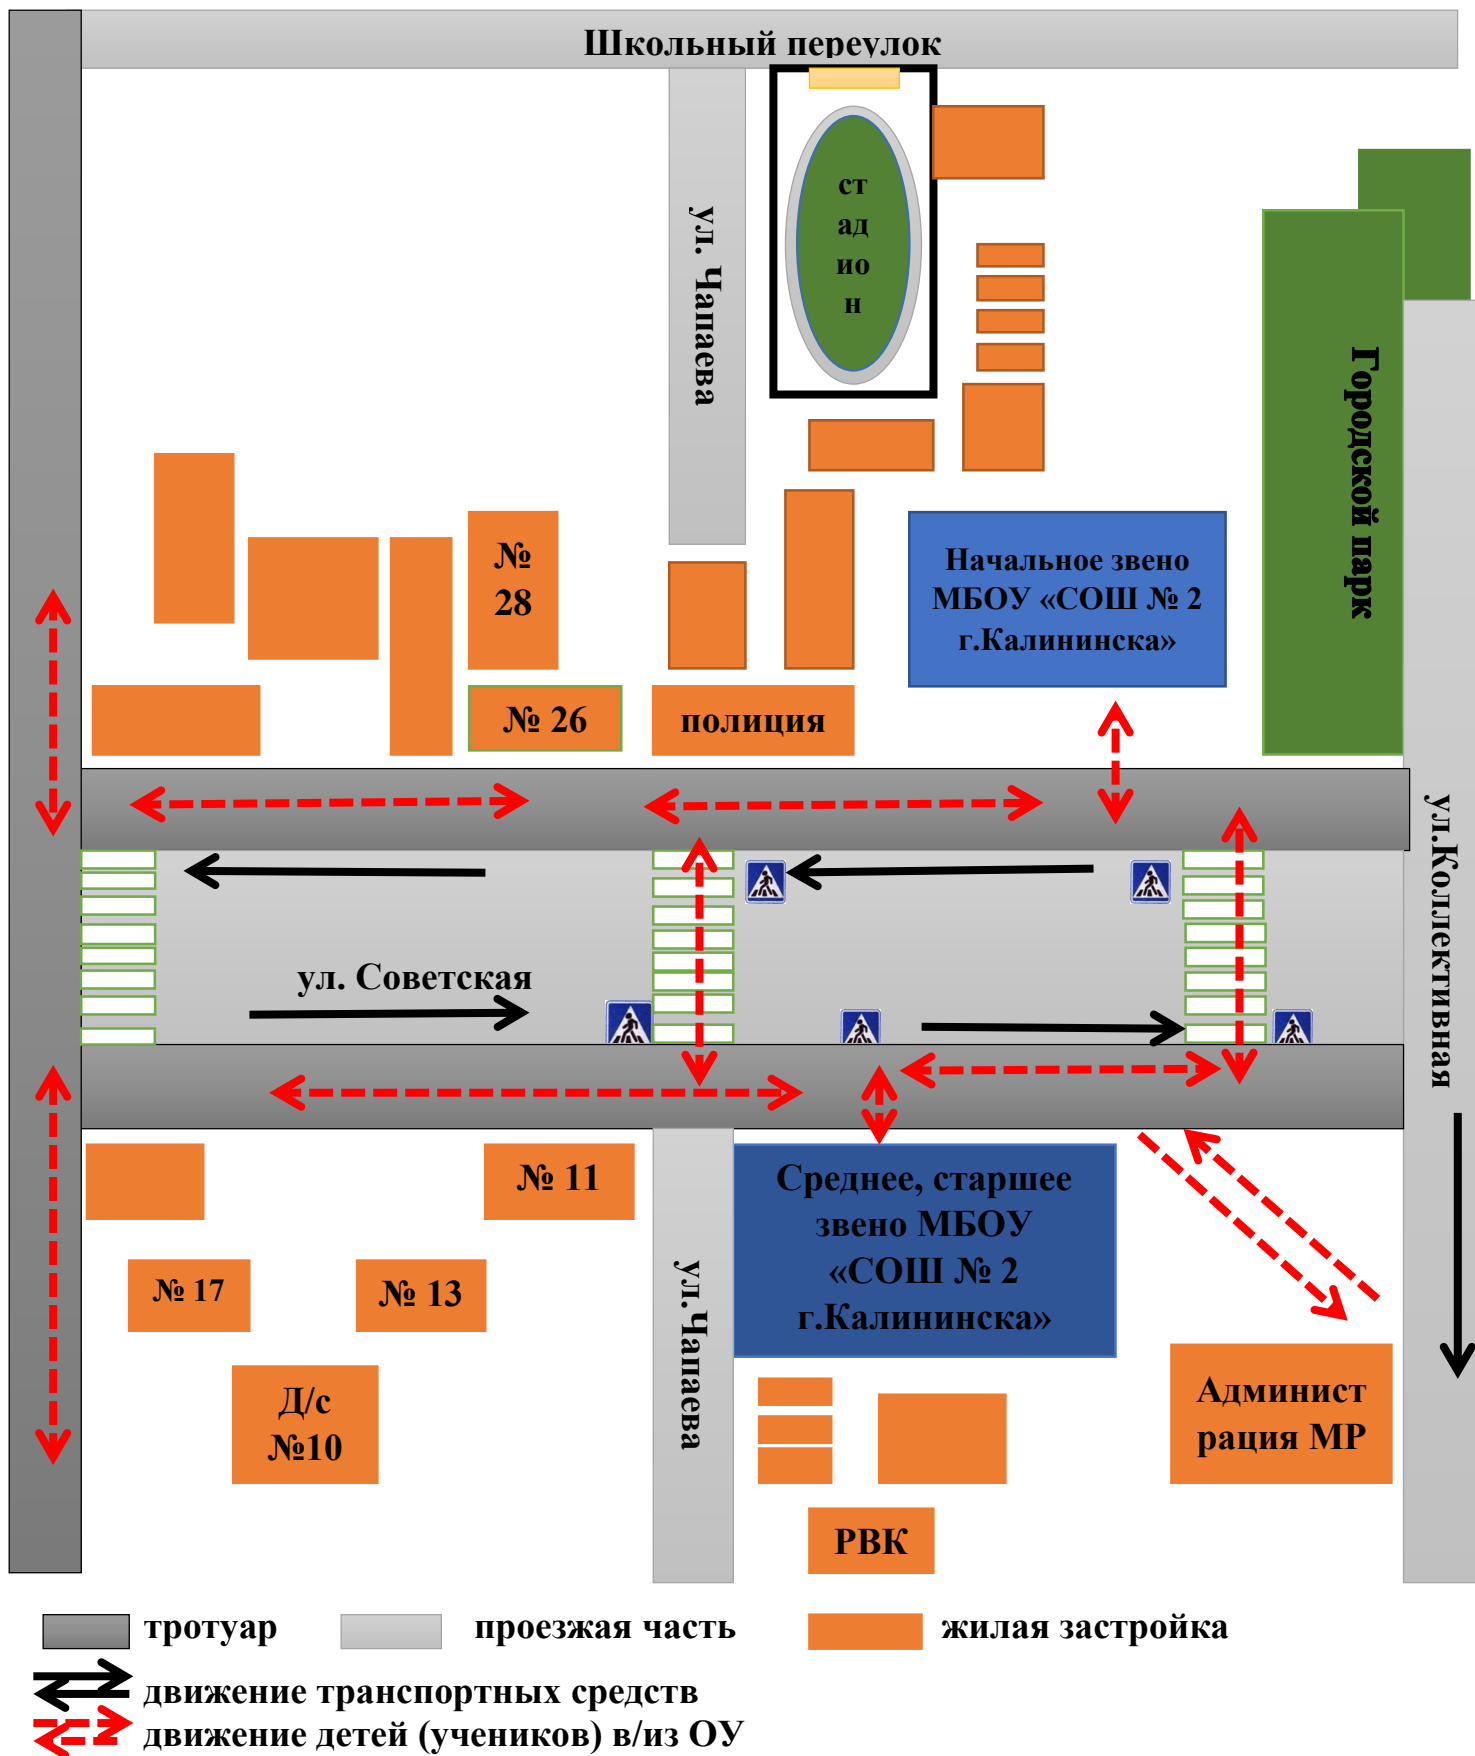 Школьный переулок
ст
ад
ио
н
ул. Чапаева
Городской парк
№
28
Начальное звено
МБОУ «СОШ № 2
г.Калининска»
№ 26
полиция
ул.Коллективная
ул. Советская
№ 11
Среднее, старшее
звено МБОУ
«СОШ № 2
г.Калининска»
№ 17
№ 13
ул.Чапаева
Д/с
№10
Админист
рация МР
РВК
тротуар
проезжая часть
жилая застройка
движение транспортных средств
движение детей (учеников) в/из ОУ